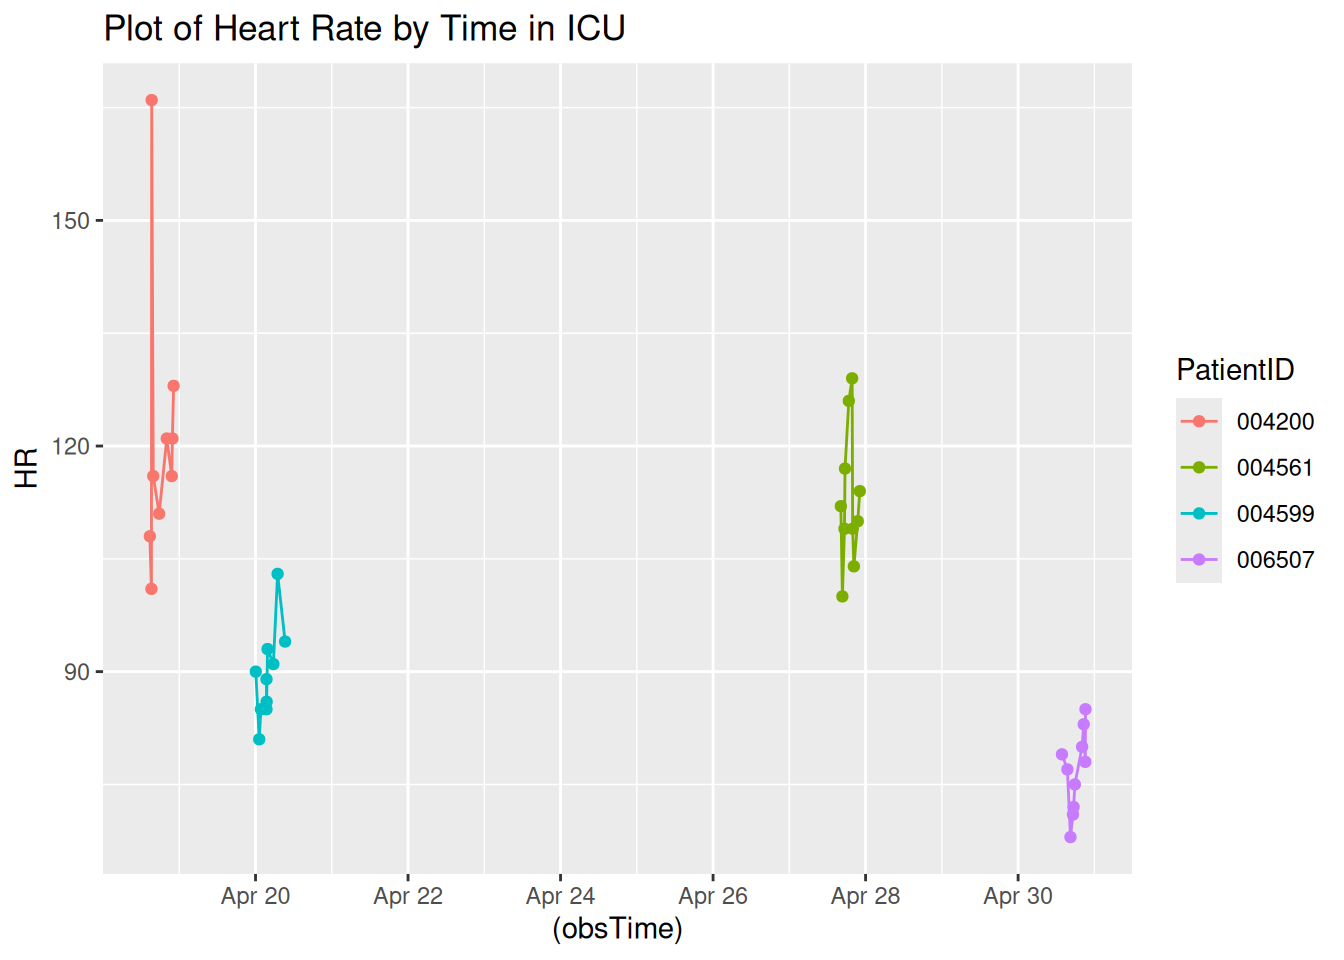 Plot of Heart Rate by Time in ICU
HR
150
120
90
Apr 20
Apr 22
Apr 24
Apr 26
Apr 28
Apr 30
(obsTime)
PatientID
004200
004561
004599
006507